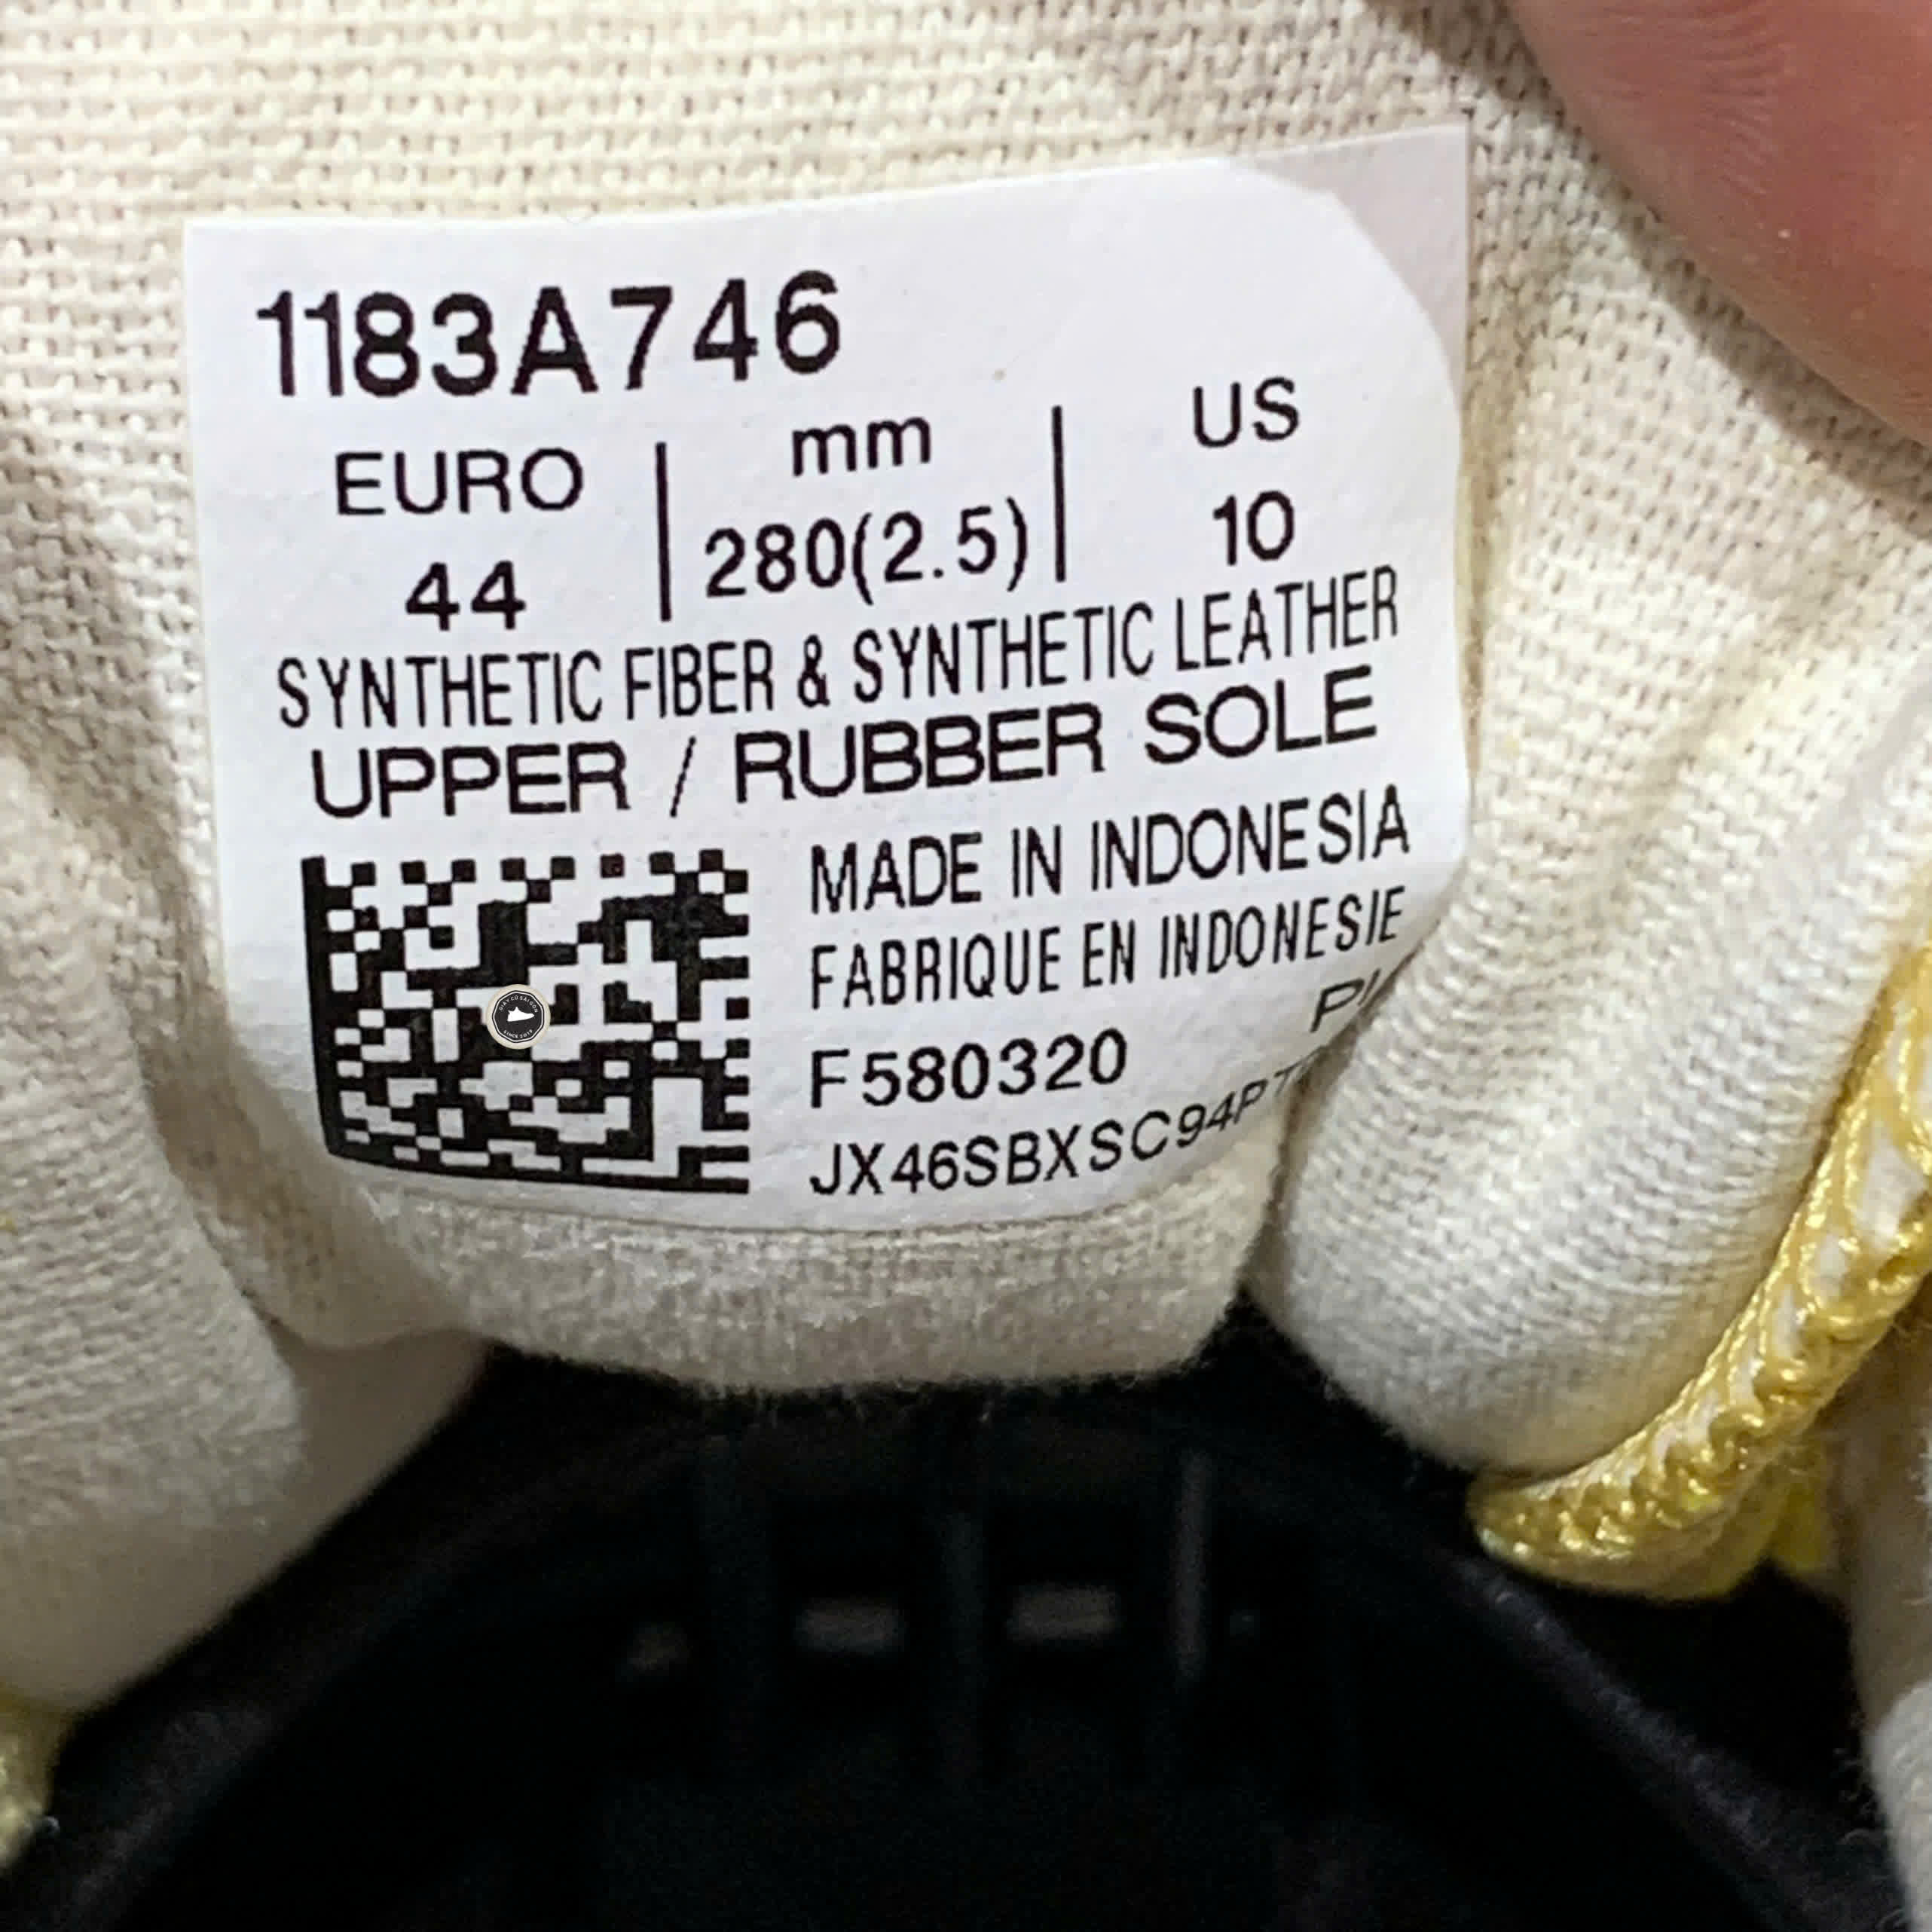 1183A746
EURO | mm | US
44 | 280(2.5) | 10
SYNTHETIC FIBER & SYNTHETIC LEATHER
UPPER / RUBBER SOLE
MADE IN INDONESIA
FABRIQUE EN INDONESIE
F580320